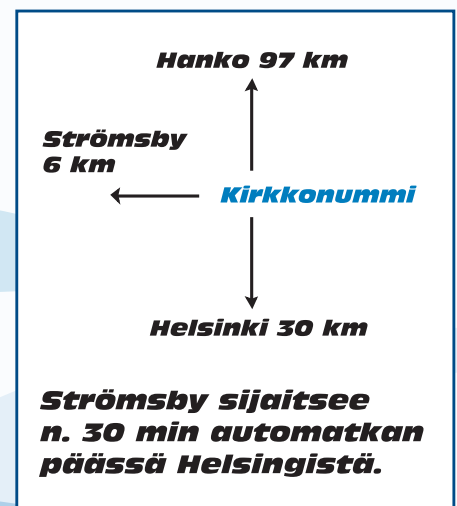 Hanko 97 km
Strömsby
6 km
Kirkkonummi
Helsinki 30 km
Strömsby sijaitsee
n. 30 min automatkan
päässä Helsingistä.